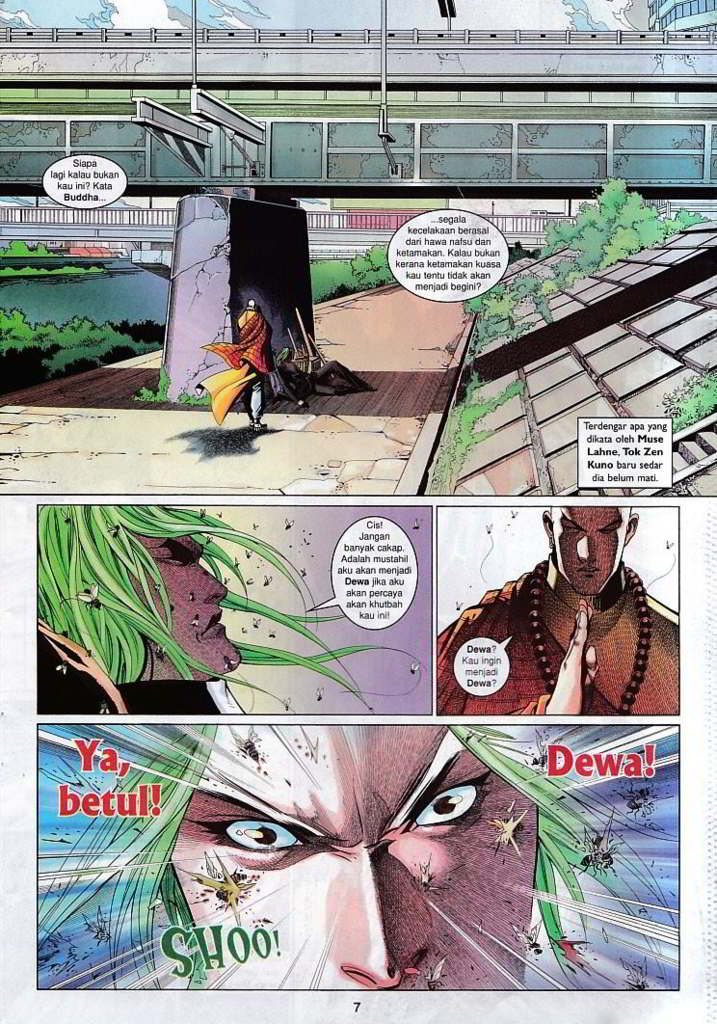 Siapa
lagi kalau bukan
kau ini? Kata
Buddha...
...segala
kecelakaan berasal
dari hawa nafsu dan
ketamakan. Kalau bukan
kerana ketamakan kuasa
kau tentu tidak akan
menjadi begini?
Terdengar apa yang
dikata oleh Muse
Lahne, Tok Zen
Kuno baru sedar
dia belum mati.
Cis!
Jangan
banyak cakap.
Adalah mustahil
aku akan menjadi
Dewa jika aku
akan percaya
akan khutbah
kau ini!
Dewa?
Kau ingin
menjadi
Dewa?
Ya,
betul!
Dewa!
SHOO!
7